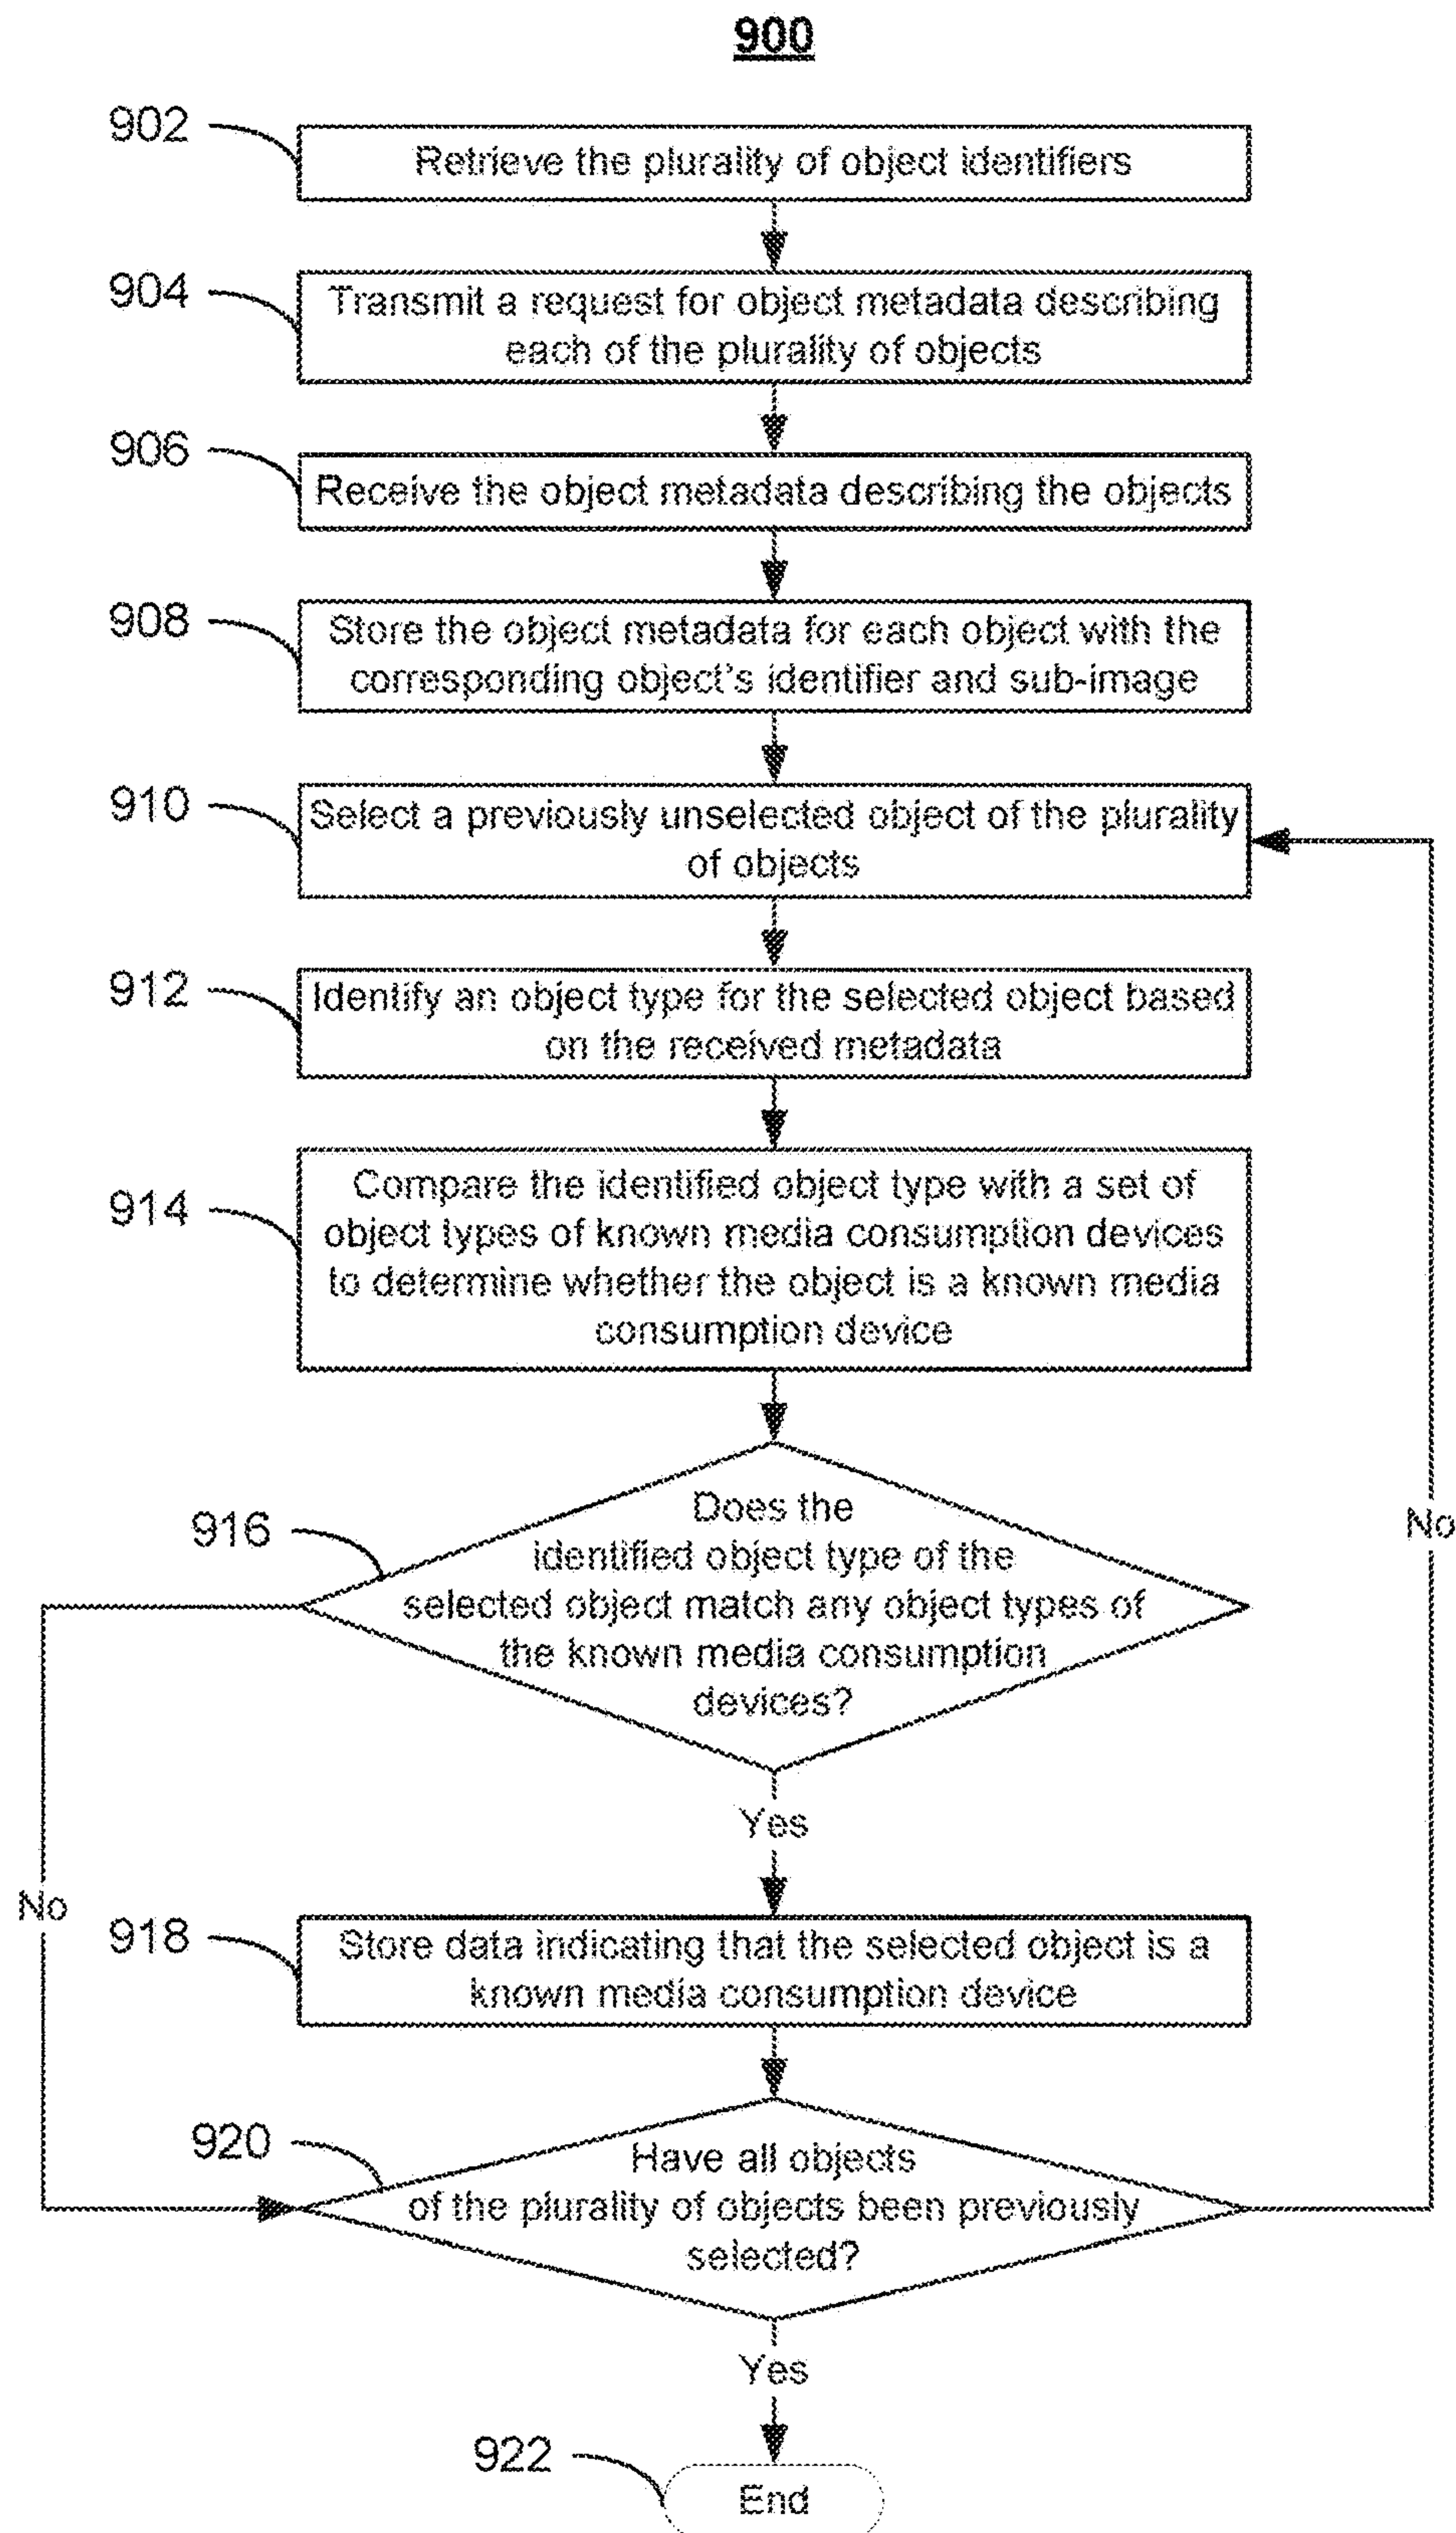 900
902
Retrieve the plurality of object identifiers
904
Transmit a request for object metadata describing
each of the plurality of objects
906
Receive the object metadata describing the objects
908
Store the object metadata for each object with the
corresponding object's identifier and sub-image
910
Select a previously unselected object of the plurality
of objects
912
Identify an object type for the selected object based
on the received metadata
914
Compare the identified object type with a set of
object types of known media consumption devices
to determine whether the object is a known media
consumption device
916
Does the
identified object type of the
selected object match any object types of
the known media consumption
devices?
No
Yes
No
918
Store data indicating that the selected object is a
known media consumption device
920
Have all objects
of the plurality of objects been previously
selected?
Yes
922
End